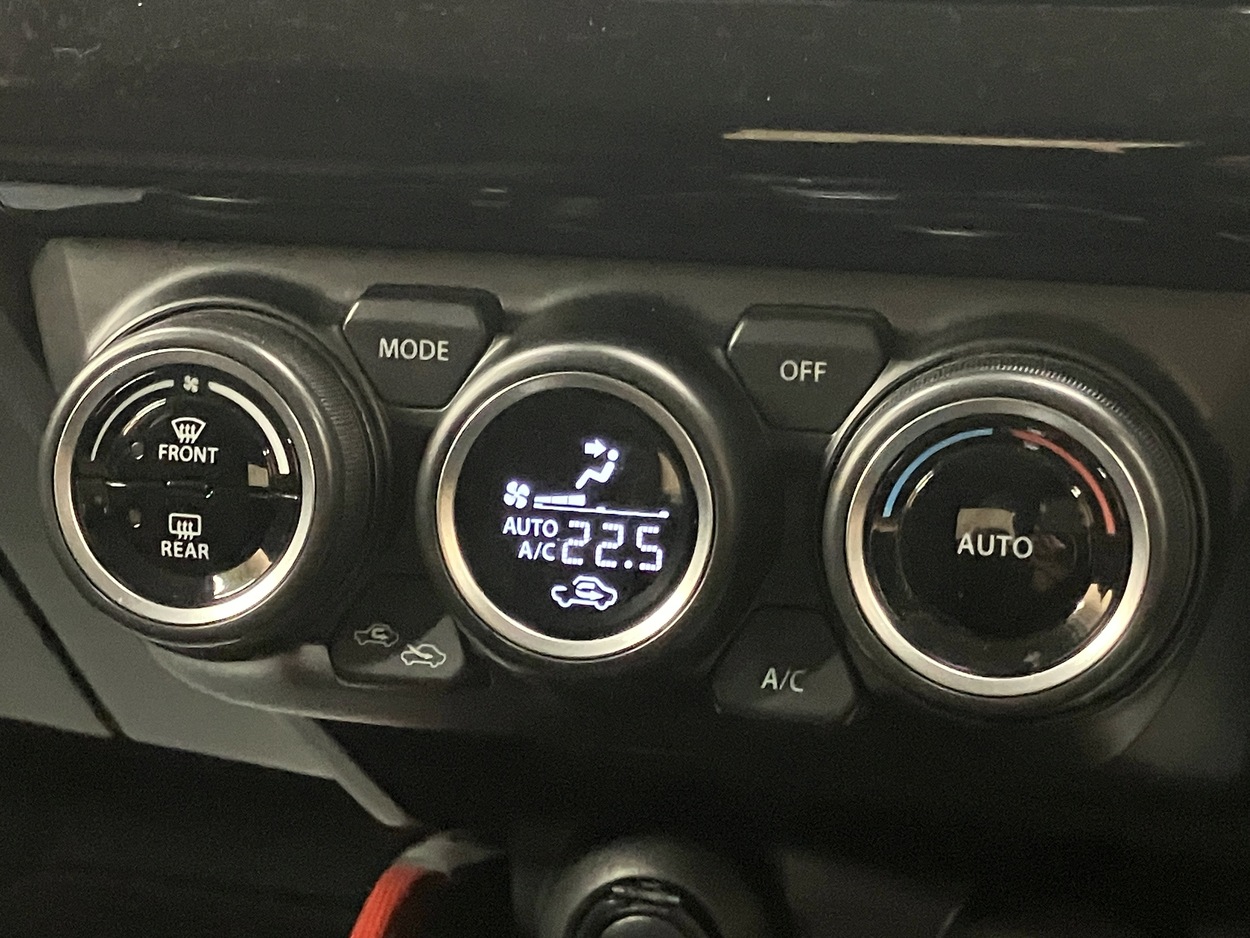 MODE
OFF
FRONT
REAR
AUTO
A/C
22.5
AUTO
A/C